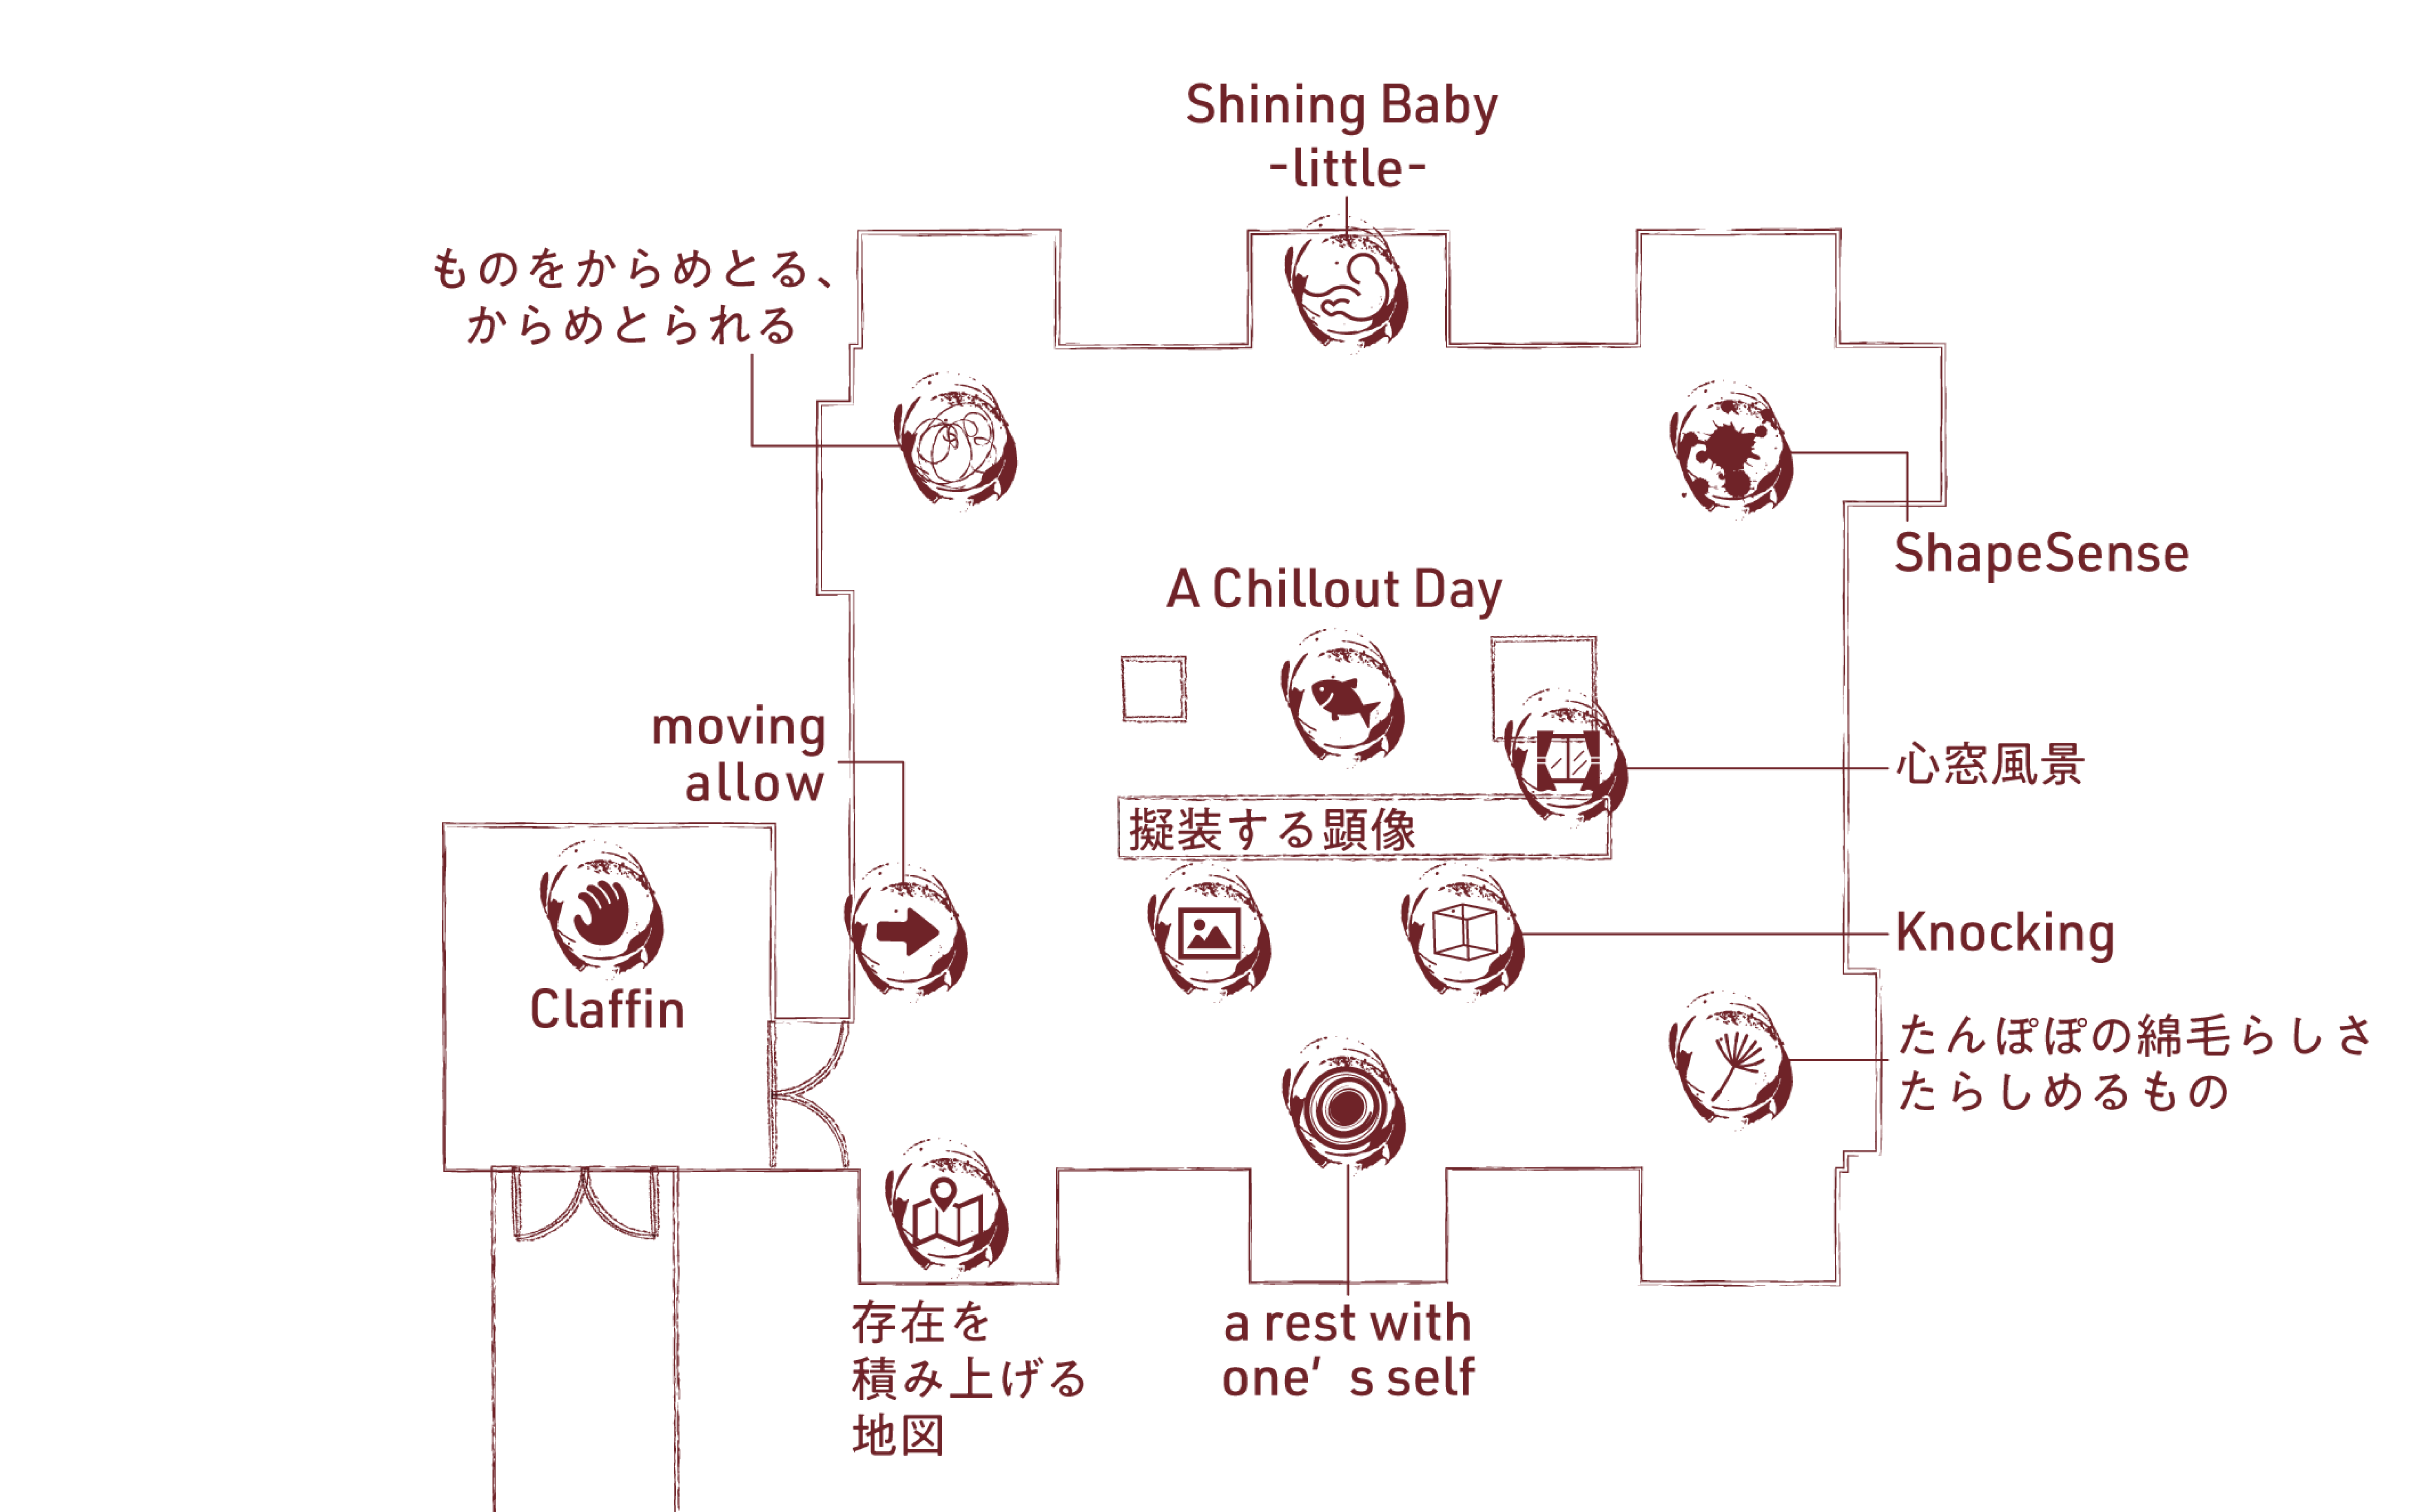 Shining Baby
-little-
ものをからめとる、
からめとられる
ShapeSense
A Chillout Day
moving
allow
心窓風景
擬装する顕像
Claffin
Knocking
たんぽぽの綿毛らしさ
たらしめるもの
存在を
積み上げる
地図
a rest with
one’s self